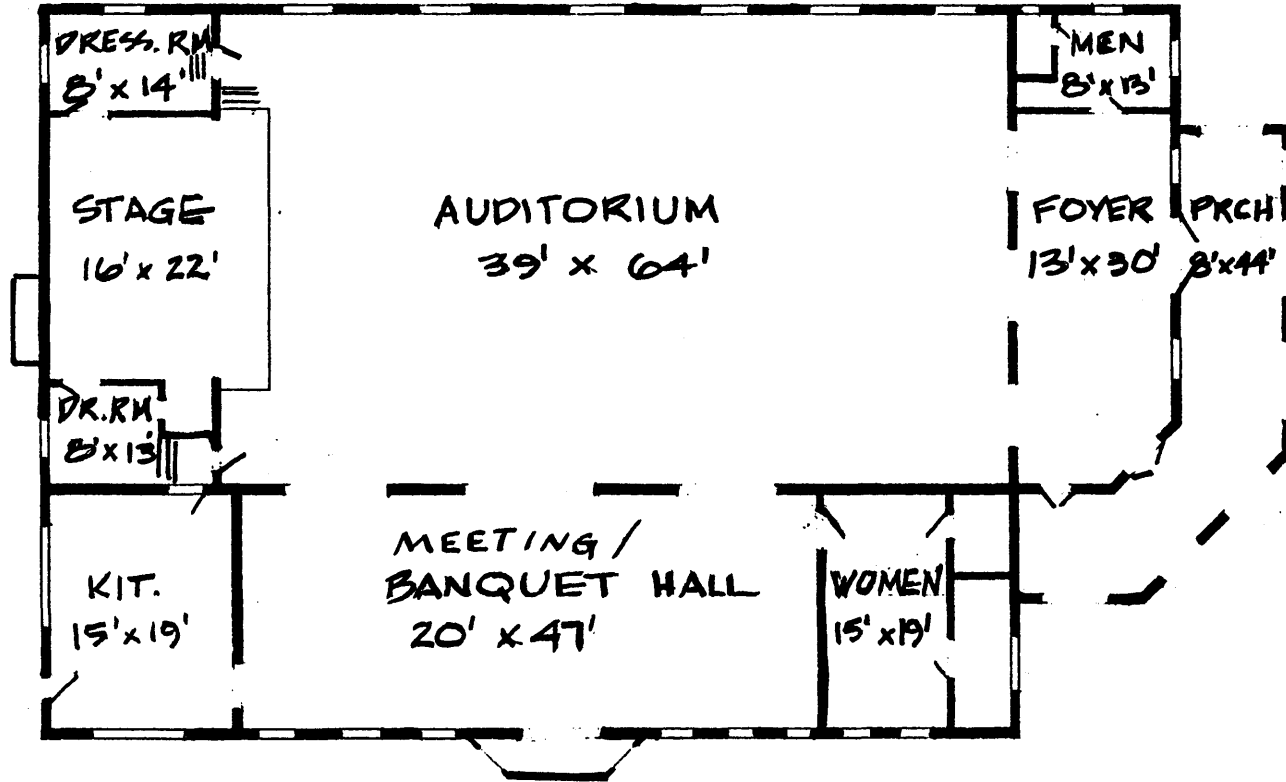 DRESS. RM
8' x 14'
MEN
8' x 13'
STAGE
16' x 22'
AUDITORIUM
39' x 64'
FOYER
13' x 30'
PRCH
8' x 44'
DR. RM
8' x 13'
KIT.
15' x 19'
MEETING /
BANQUET HALL
20' x 47'
WOMEN
15' x 19'